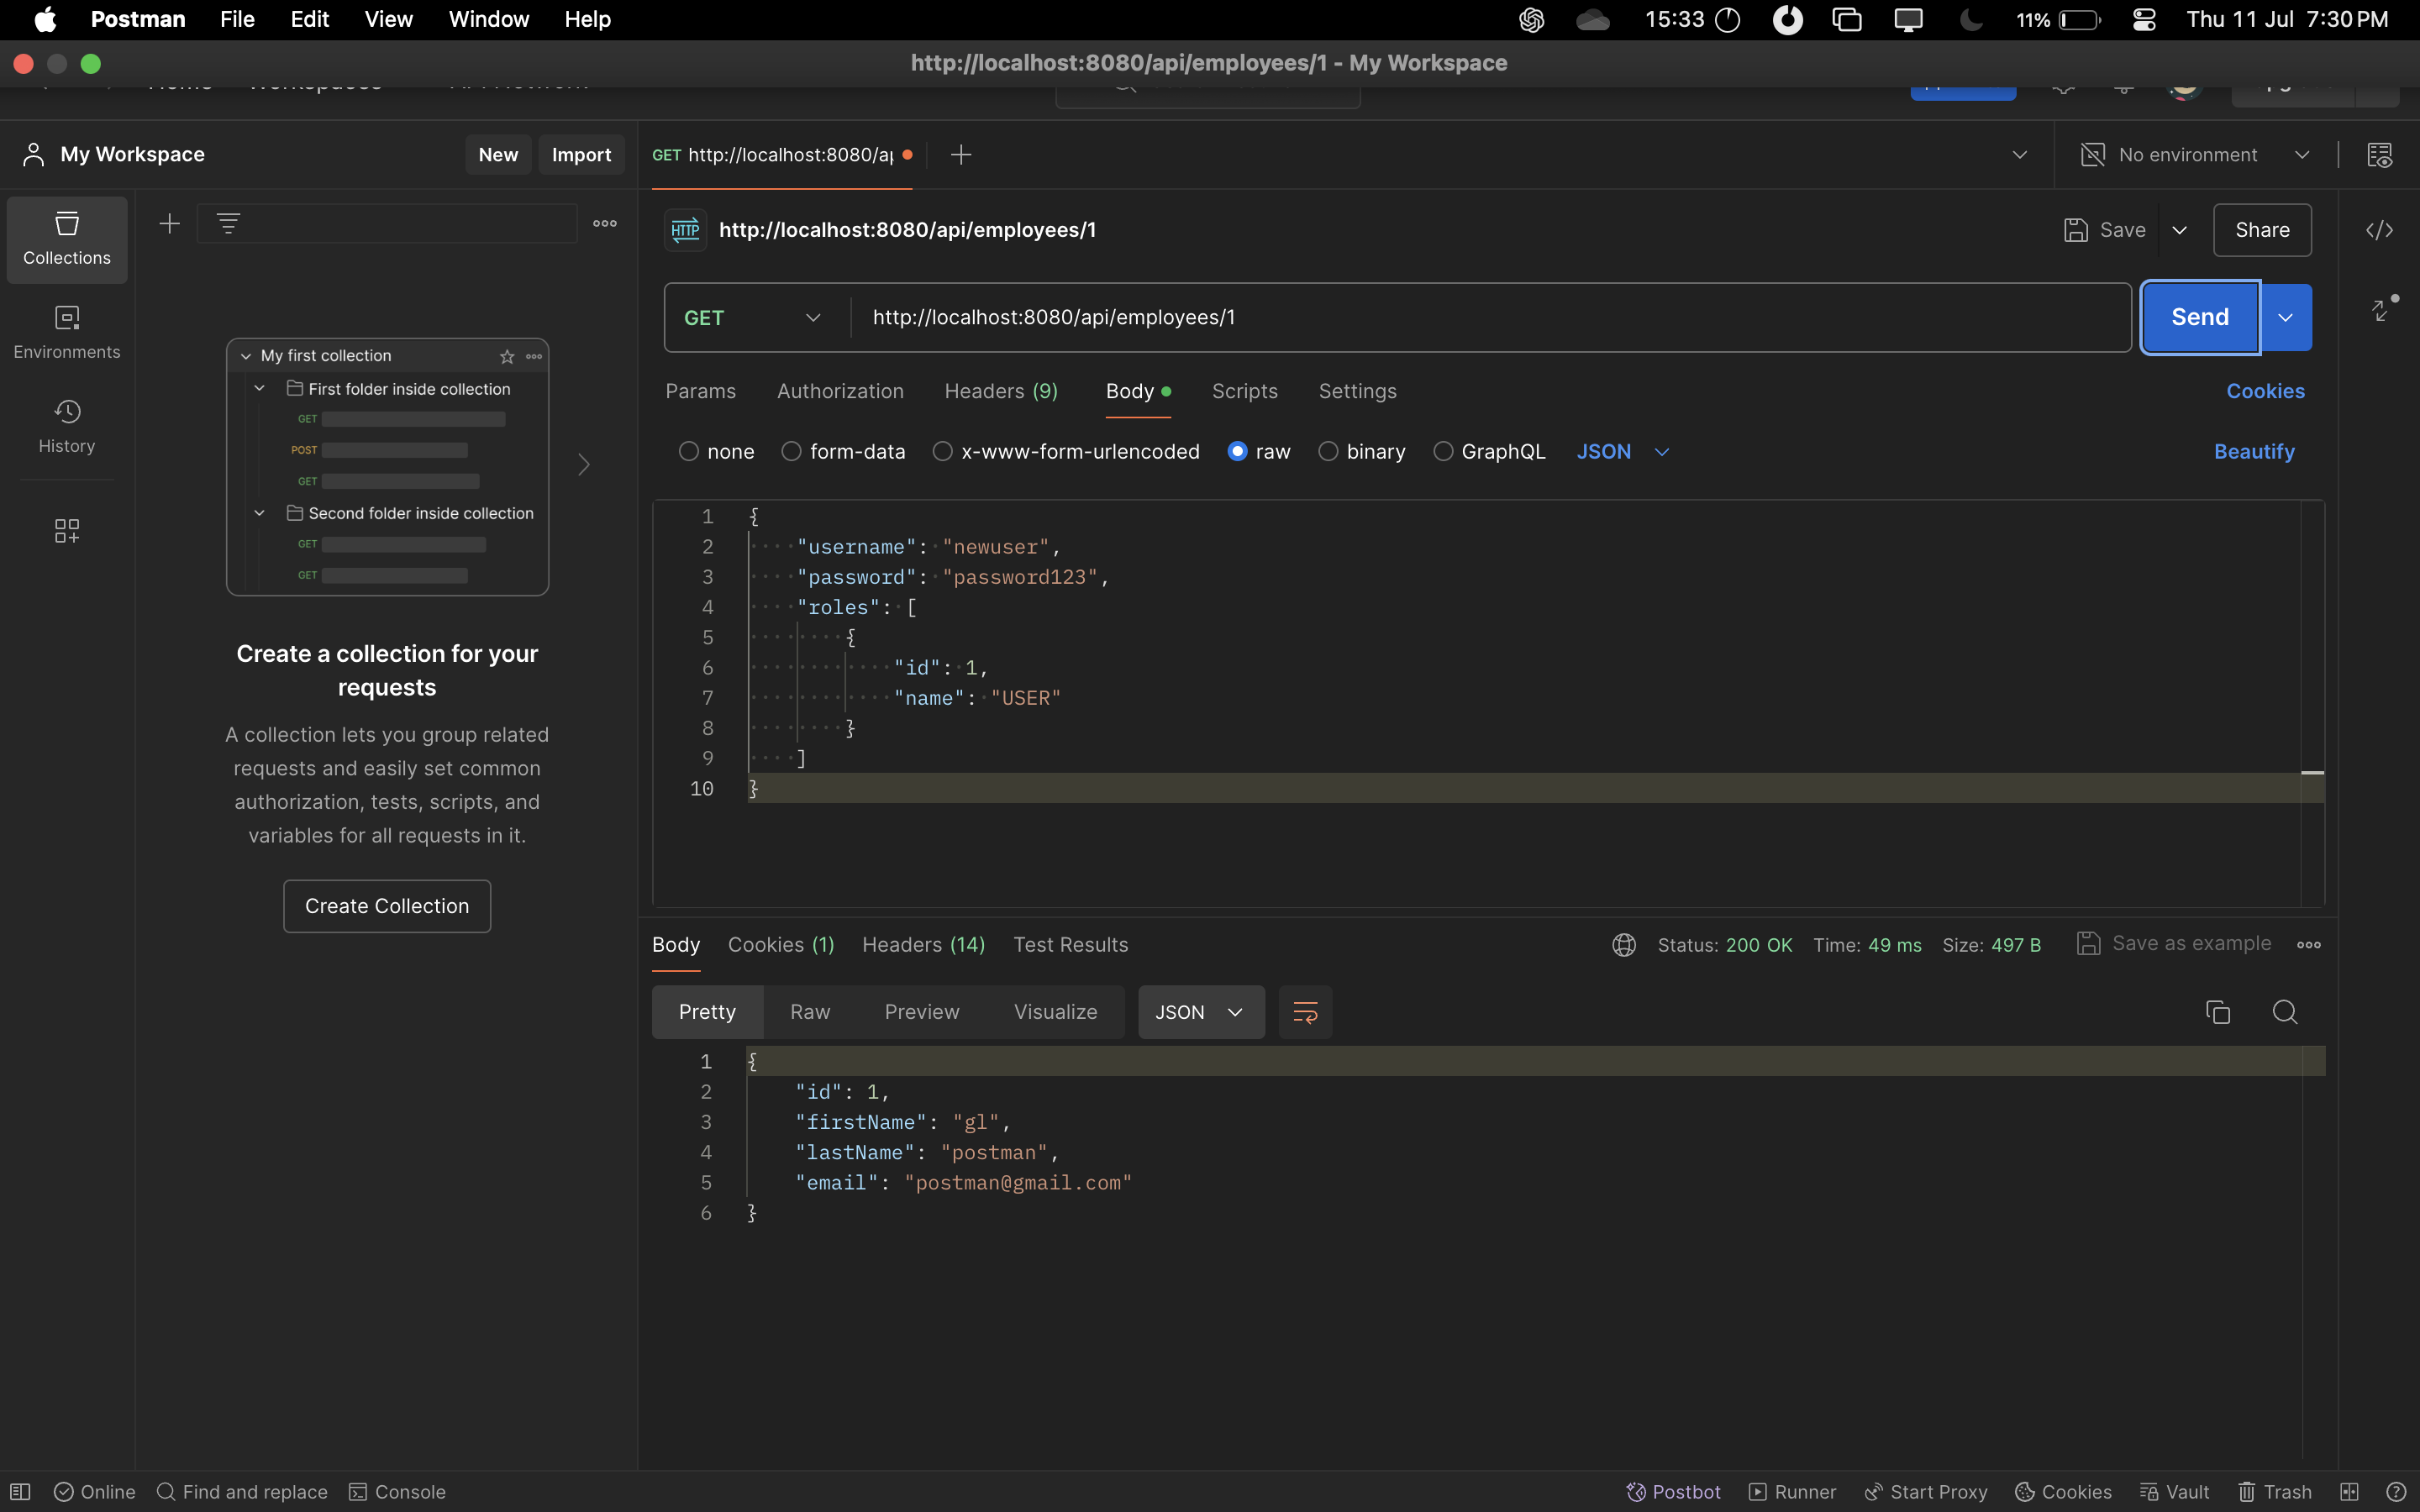 Postman File Edit View Window Help 15:33 11% Thu 11 Jul 7:30 PM
http://localhost:8080/api/employees/1 - My Workspace
My Workspace New Import GET http://localhost:8080/ap No environment
Collections
Environments
History
My first collection
First folder inside collection
GET
POST
GET
Second folder inside collection
GET
GET
Create a collection for your
requests
A collection lets you group related
requests and easily set common
authorization, tests, scripts, and
variables for all requests in it.
Create Collection
HTTP http://localhost:8080/api/employees/1 Save Share
GET http://localhost:8080/api/employees/1 Send
Params Authorization Headers (9) Body Scripts Settings Cookies
none form-data x-www-form-urlencoded raw binary GraphQL JSON Beautify
1 {
2 "username": "newuser",
3 "password": "password123",
4 "roles": [
5 {
6 "id": 1,
7 "name": "USER"
8 }
9 ]
10 }
Body Cookies (1) Headers (14) Test Results Status: 200 OK Time: 49 ms Size: 497 B Save as example
Pretty Raw Preview Visualize JSON
1 {
2 "id": 1,
3 "firstName": "gl",
4 "lastName": "postman",
5 "email": "postman@gmail.com"
6 }
Online Find and replace Console Postbot Runner Start Proxy Cookies Vault Trash